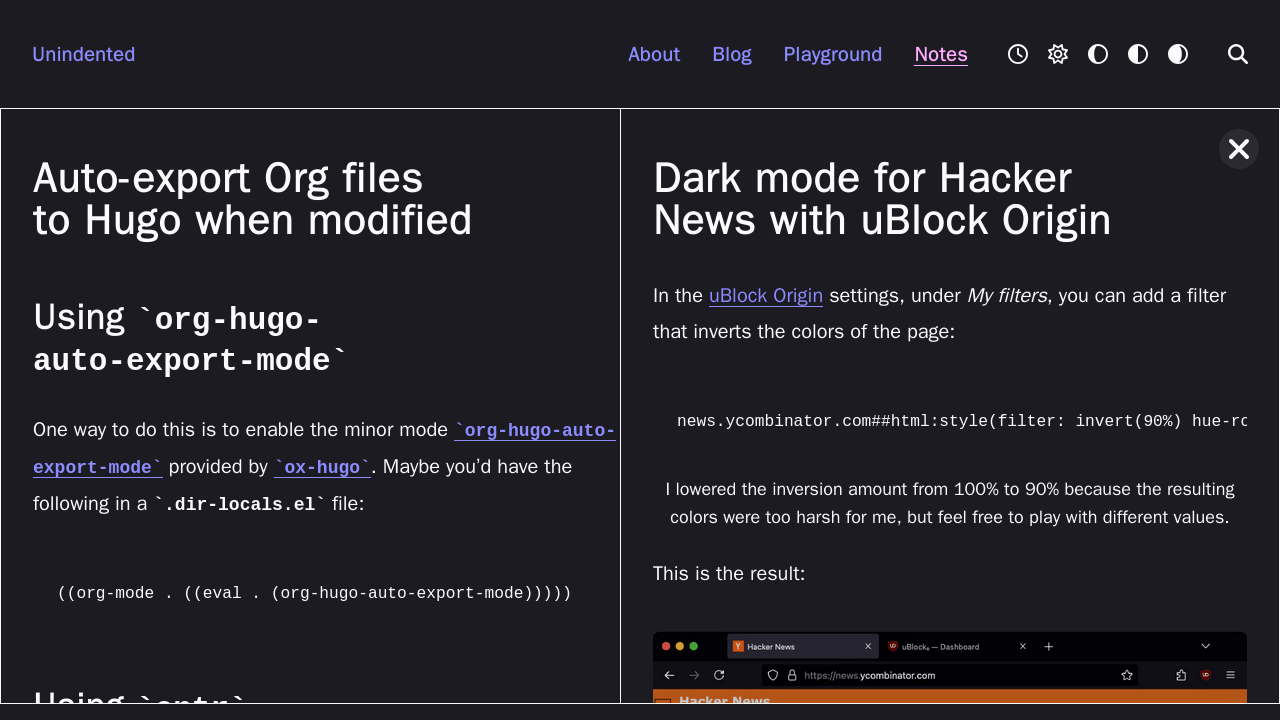 Unindented
About Blog Playground Notes
Auto-export Org files
to Hugo when modified
Using `org-hugo-
auto-export-mode`
One way to do this is to enable the minor mode `org-hugo-auto-
export-mode` provided by `ox-hugo`. Maybe you’d have the
following in a `.dir-locals.el` file:
((org-mode . ((eval . (org-hugo-auto-export-mode)))))
Using `entr`
Dark mode for Hacker
News with uBlock Origin
In the uBlock Origin settings, under My filters, you can add a filter
that inverts the colors of the page:
news.ycombinator.com##html:style(filter: invert(90%) hue-ro
I lowered the inversion amount from 100% to 90% because the resulting
colors were too harsh for me, but feel free to play with different values.
This is the result:
Hacker News
uBlock₀ — Dashboard
https://news.ycombinator.com
Hacker News